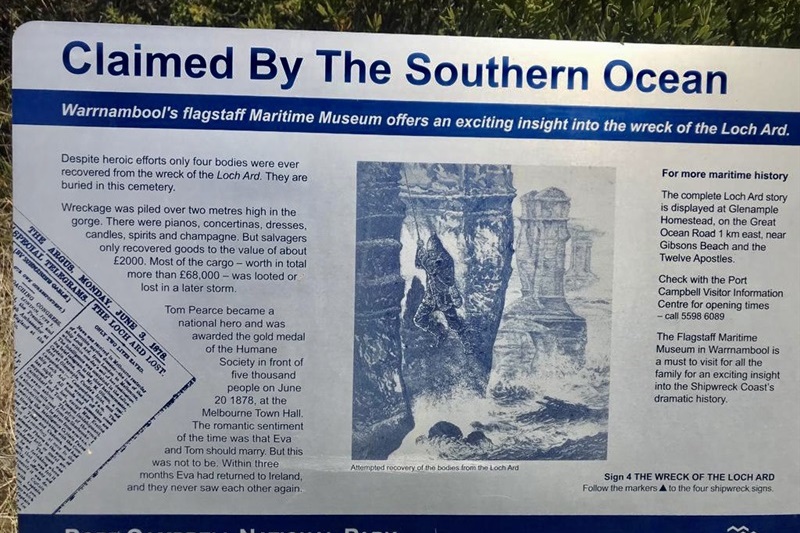 Claimed By The Southern Ocean
Warrnambool's flagstaff Maritime Museum offers an exciting insight into the wreck of the Loch Ard.
Despite heroic efforts only four bodies were ever
recovered from the wreck of the Loch Ard. They are
buried in this cemetery.
Wreckage was piled over two metres high in the
gorge. There were pianos, concertinas, dresses,
candles, spirits and champagne. But salvagers
only recovered goods to the value of about
£2000. Most of the cargo – worth in total
more than £68,000 – was looted or
lost in a later storm.
Tom Pearce became a
national hero and was
awarded the gold medal
of the Humane
Society in front of
five thousand
people on June
20 1878, at the
Melbourne Town Hall.
The romantic sentiment
of the time was that Eva
and Tom should marry. But this
was not to be. Within three
months Eva had returned to Ireland,
and they never saw each other again.
THE ARGUS, MONDAY, JUNE 3, 1878.
SPECIAL TELEGRAMS.
THE LOCH ARD LOST.
ONLY TWO LIVES SAVED.
Attempted recovery of the bodies from the Loch Ard
For more maritime history
The complete Loch Ard story
is displayed at Glenample
Homestead, on the Great
Ocean Road 1 km east, near
Gibsons Beach and the
Twelve Apostles.
Check with the Port
Campbell Visitor Information
Centre for opening times
– call 5598 6089
The Flagstaff Maritime
Museum in Warrnambool is
a must to visit for all the
family for an exciting insight
into the Shipwreck Coast's
dramatic history.
Sign 4 THE WRECK OF THE LOCH ARD
Follow the markers ▲ to the four shipwreck signs.
PORT CAMPBELL NATIONAL PARK